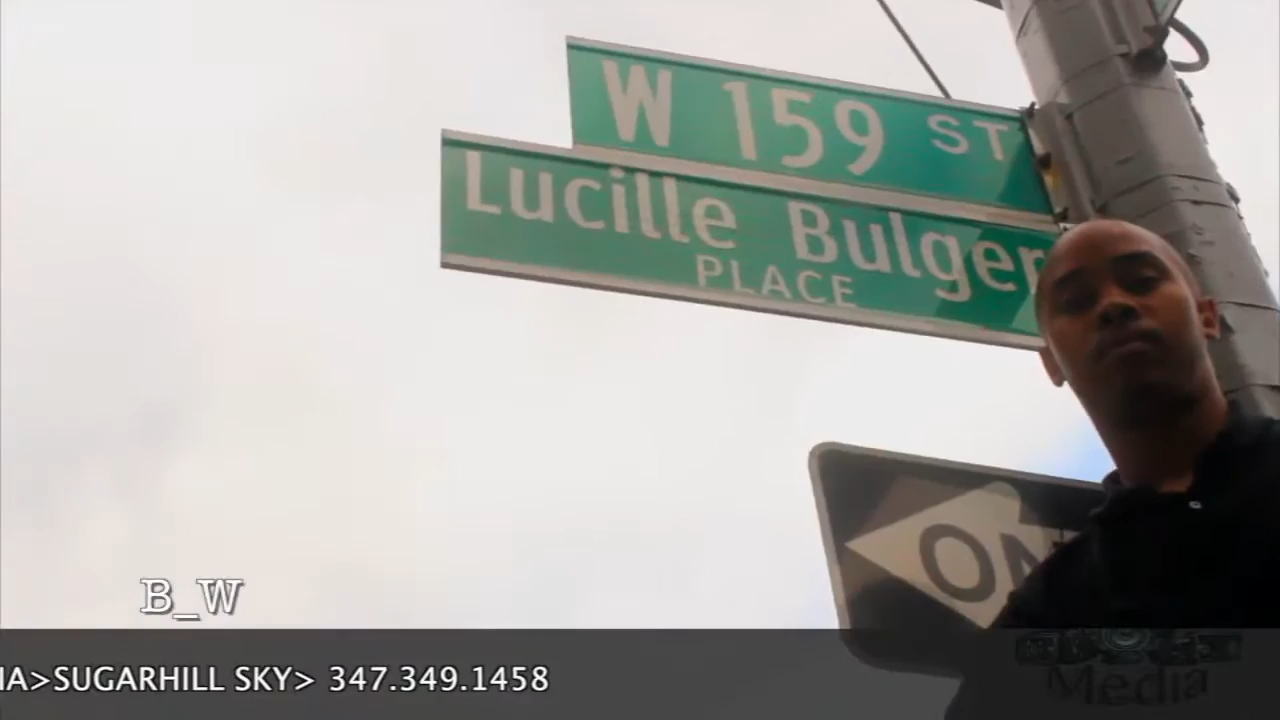 W 159 ST
Lucille Bulger
PLACE
ON
B_W
IA>SUGARHILL SKY> 347.349.1458
Media